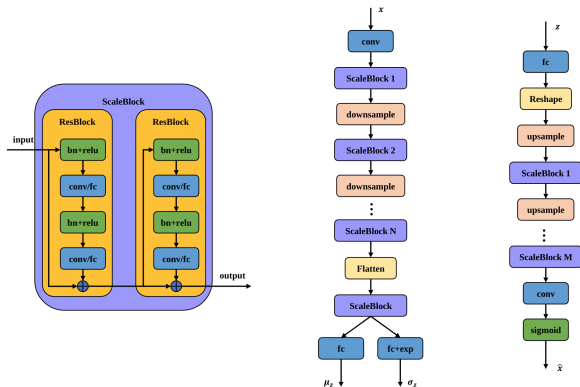 ScaleBlock
ResBlock
ResBlock
input
bn+relu
bn+relu
conv/fc
conv/fc
bn+relu
bn+relu
conv/fc
conv/fc
output
x
conv
ScaleBlock 1
downsample
ScaleBlock 2
downsample
⋮
ScaleBlock N
Flatten
ScaleBlock
fc
fc+exp
μ_z
σ_z
z
fc
Reshape
upsample
ScaleBlock 1
upsample
⋮
ScaleBlock M
conv
sigmoid
x̂